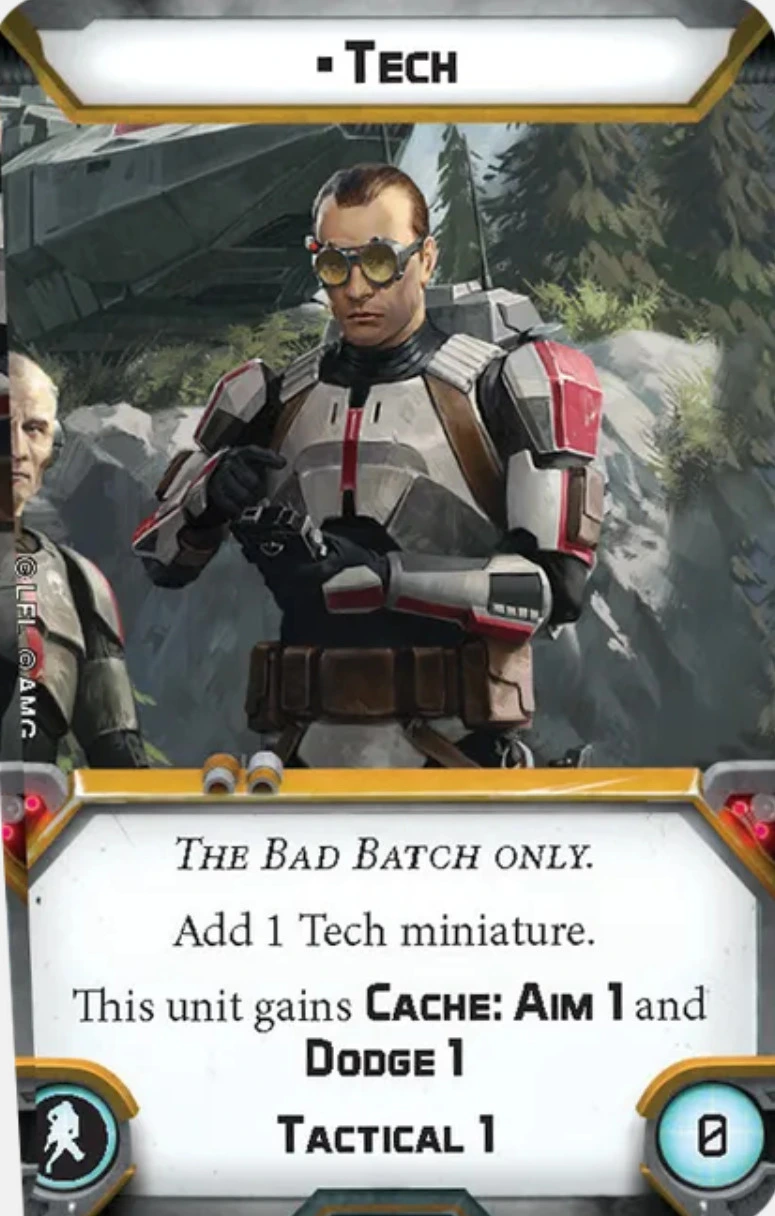 ▪ Tech
©LFL ©AMG
The Bad Batch only.
Add 1 Tech miniature.
This unit gains Cache: Aim 1 and
Dodge 1
Tactical 1
0